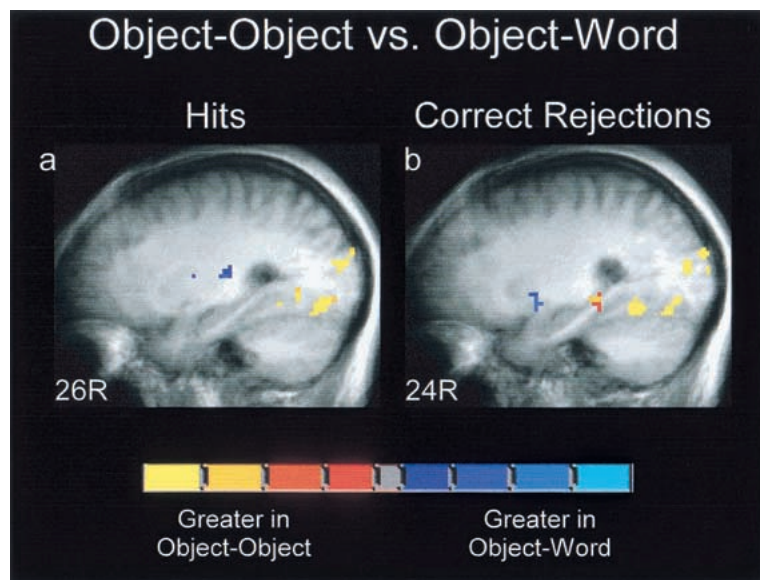 Object-Object vs. Object-Word
Hits
Correct Rejections
a
b
26R
24R
Greater in
Object-Object
Greater in
Object-Word